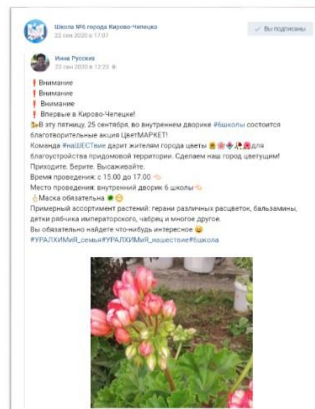 Школа №6 города Кирово-Чепецка
22 сен 2020 в 17:07
Вы подписаны
Инна Русских
22 сен 2020 в 12:23
❗ Внимание
❗ Внимание
❗ Внимание
❗ Впервые в Кирово-Чепецке!
В эту пятницу, 25 сентября, во внутреннем дворике #6школы состоится
благотворительные акция ЦветМАРКЕТ!
Команда #наШЕСТвие дарит жителям города цветы для
благоустройства придомовой территории. Сделаем наш город цветущим!
Приходите. Берите. Высаживайте.
Время проведения: с 15.00 до 17.00
Место проведения: внутренний дворик 6 школы
Маска обязательна
Примерный ассортимент растений: герани различных расцветок, бальзамины,
детки рябчика императорского, чабрец и многое другое.
Вы обязательно найдете что-нибудь интересное
#УРАЛХИМиЯ_семья#УРАЛХИМиЯ_нашествие#6школа